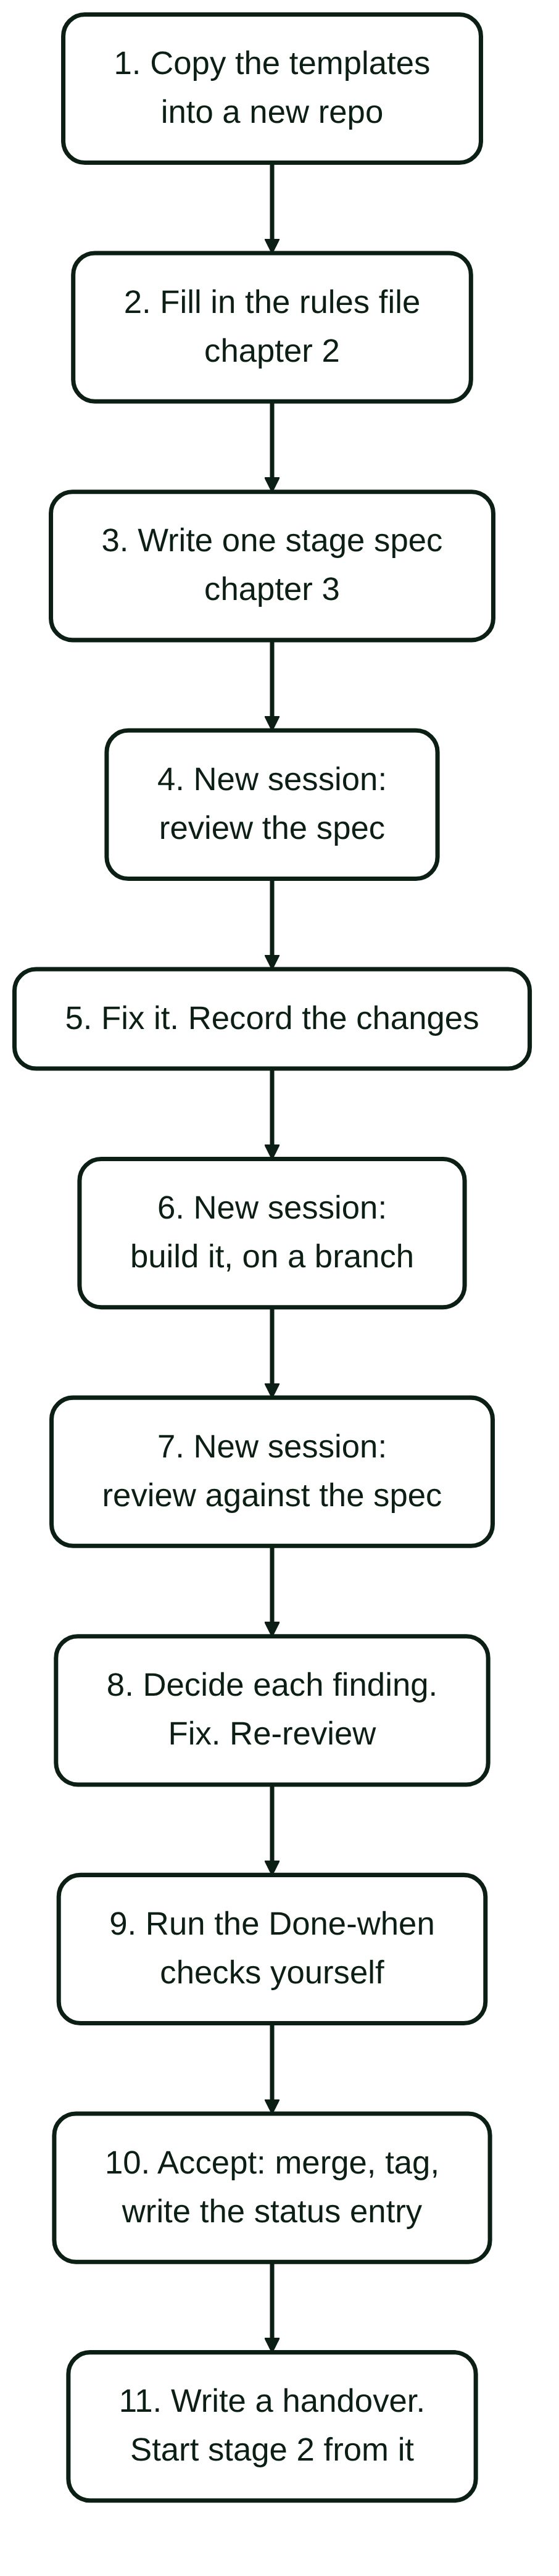 1. Copy the templates
into a new repo
2. Fill in the rules file
chapter 2
3. Write one stage spec
chapter 3
4. New session:
review the spec
5. Fix it. Record the changes
6. New session:
build it, on a branch
7. New session:
review against the spec
8. Decide each finding.
Fix. Re-review
9. Run the Done-when
checks yourself
10. Accept: merge, tag,
write the status entry
11. Write a handover.
Start stage 2 from it